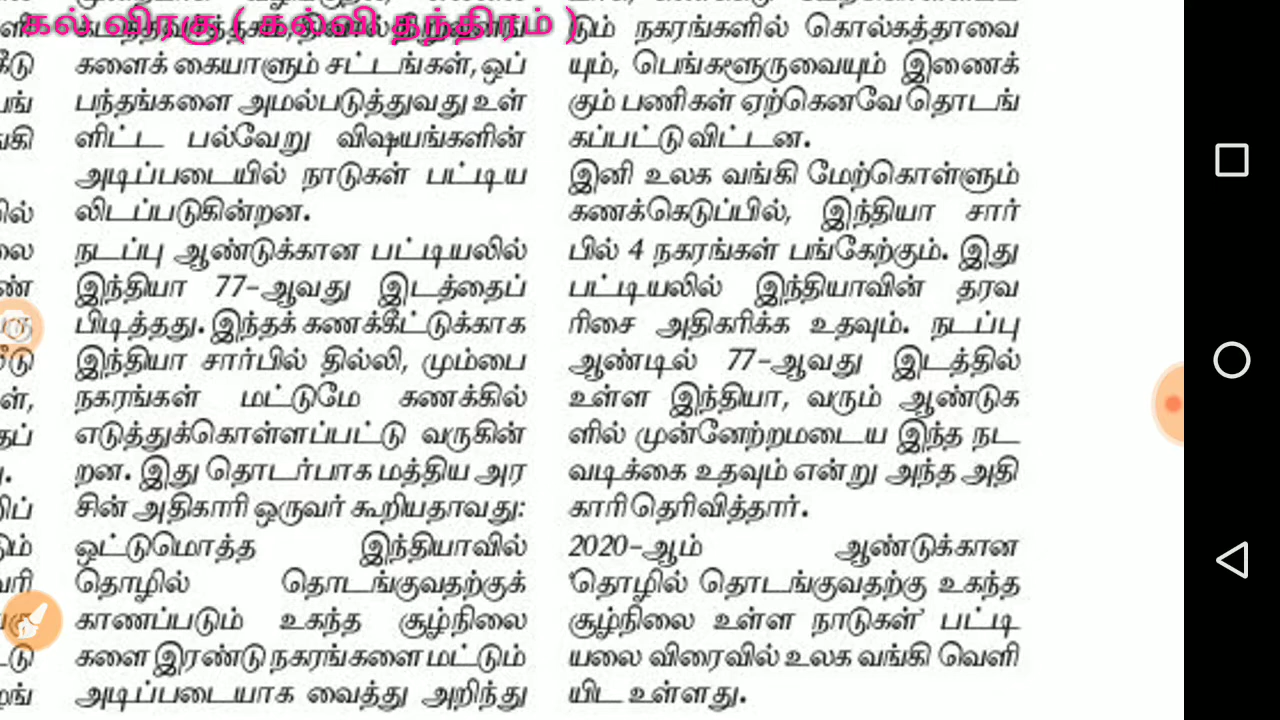 கல் விரகு ( கல்வி தந்திரம் )
களைக் கையாளும் சட்டங்கள், ஒப்
பந்தங்களை அமல்படுத்துவது உள்
ளிட்ட பல்வேறு விஷயங்களின்
அடிப்படையில் நாடுகள் பட்டிய
லிடப்படுகின்றன.
நடப்பு ஆண்டுக்கான பட்டியலில்
இந்தியா 77-ஆவது இடத்தைப்
பிடித்தது. இந்தக் கணக்கீட்டுக்காக
இந்தியா சார்பில் தில்லி, மும்பை
நகரங்கள் மட்டுமே கணக்கில்
எடுத்துக்கொள்ளப்பட்டு வருகின்
றன. இது தொடர்பாக மத்திய அர
சின் அதிகாரி ஒருவர் கூறியதாவது:
ஒட்டுமொத்த இந்தியாவில்
தொழில் தொடங்குவதற்குக்
காணப்படும் உகந்த சூழ்நிலை
களை இரண்டு நகரங்களை மட்டும்
அடிப்படையாக வைத்து அறிந்து
டும் நகரங்களில் கொல்கத்தாவை
யும், பெங்களூருவையும் இணைக்
கும் பணிகள் ஏற்கெனவே தொடங்
கப்பட்டு விட்டன.
இனி உலக வங்கி மேற்கொள்ளும்
கணக்கெடுப்பில், இந்தியா சார்
பில் 4 நகரங்கள் பங்கேற்கும். இது
பட்டியலில் இந்தியாவின் தரவ
ரிசை அதிகரிக்க உதவும். நடப்பு
ஆண்டில் 77-ஆவது இடத்தில்
உள்ள இந்தியா, வரும் ஆண்டுக
ளில் முன்னேற்றமடைய இந்த நட
வடிக்கை உதவும் என்று அந்த அதி
காரி தெரிவித்தார்.
2020-ஆம் ஆண்டுக்கான
'தொழில் தொடங்குவதற்கு உகந்த
சூழ்நிலை உள்ள நாடுகள்' பட்டி
யலை விரைவில் உலக வங்கி வெளி
யிட உள்ளது.